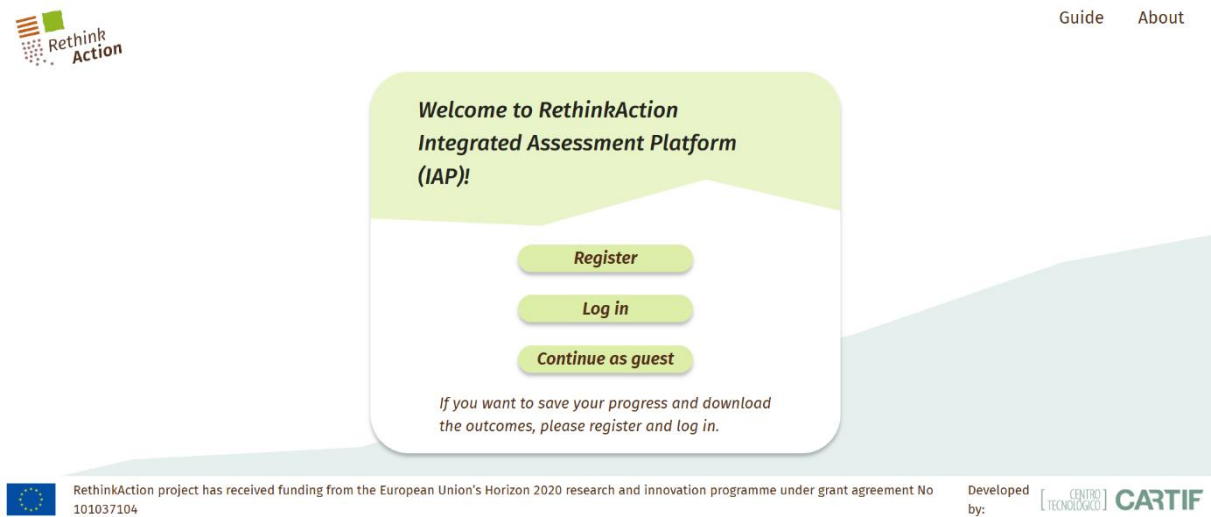 Rethink
Action
Guide
About
Welcome to RethinkAction
Integrated Assessment Platform
(IAP)!
Register
Log in
Continue as guest
If you want to save your progress and download
the outcomes, please register and log in.
RethinkAction project has received funding from the European Union’s Horizon 2020 research and innovation programme under grant agreement No
101037104
Developed
by:
CENTRO
TECNOLÓGICO
CARTIF